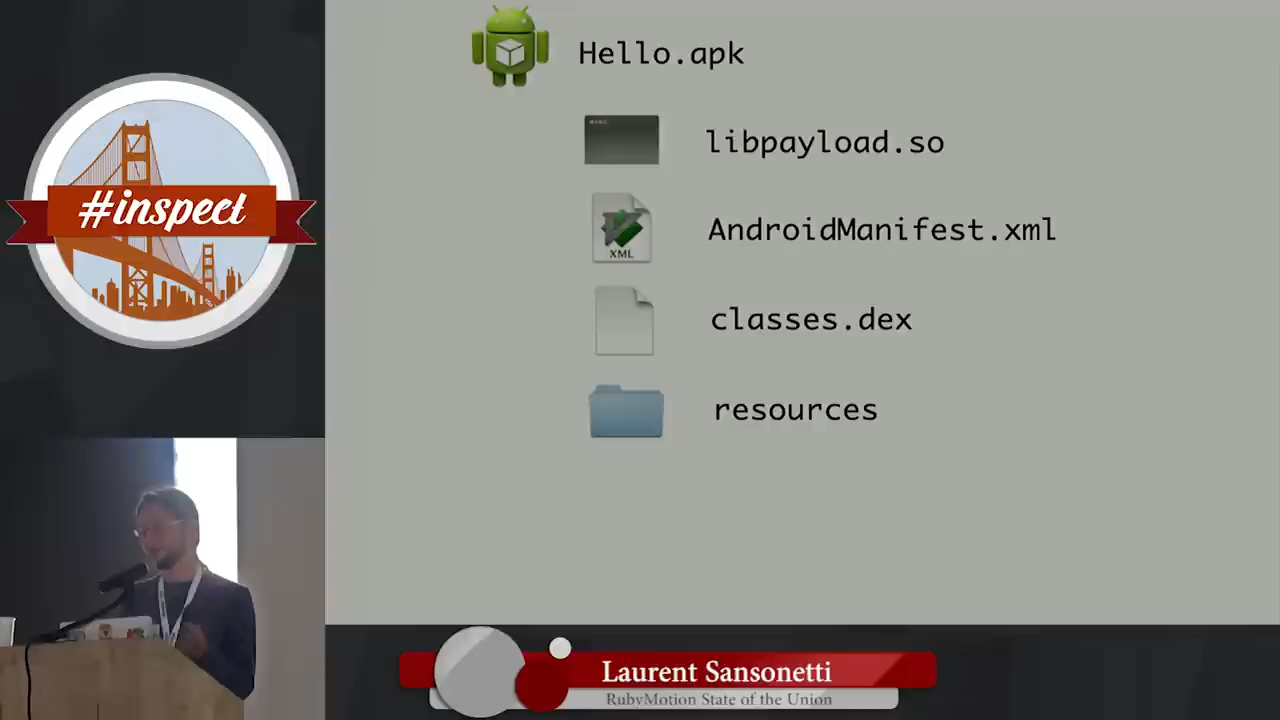 Hello.apk
libpayload.so
AndroidManifest.xml
XML
classes.dex
resources
#inspect
Laurent Sansonetti
RubyMotion State of the Union